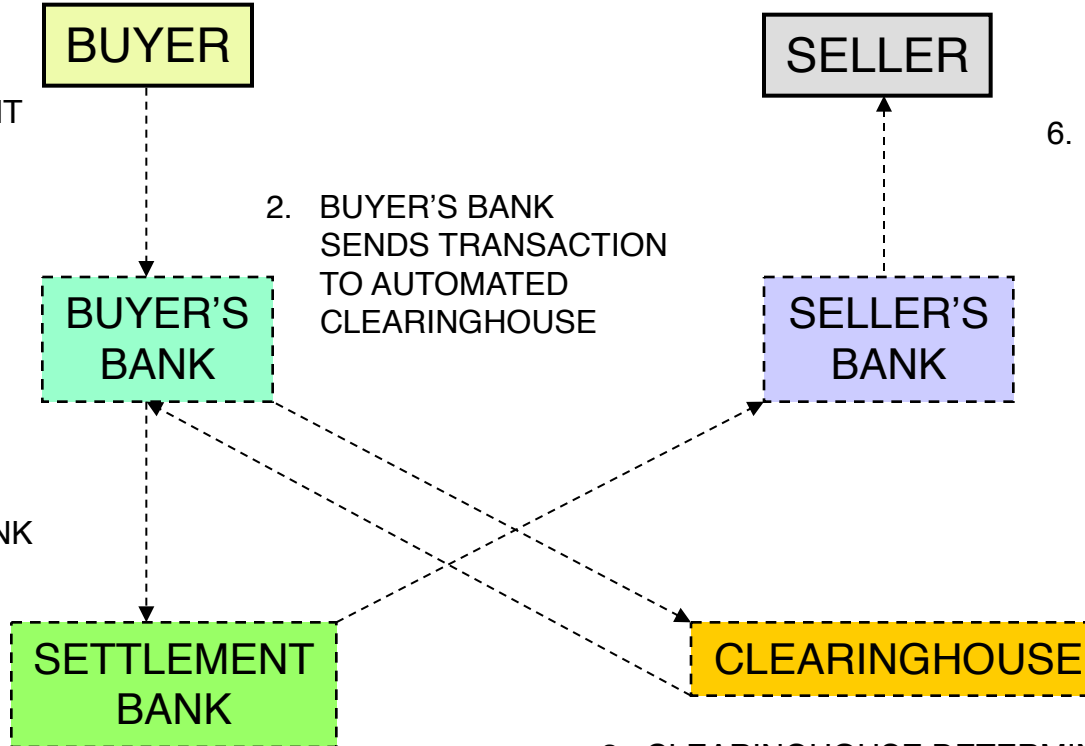 BUYER
SELLER
6.
2. BUYER’S BANK
SENDS TRANSACTION
TO AUTOMATED
CLEARINGHOUSE
BUYER’S
BANK
SELLER’S
BANK
SETTLEMENT
BANK
CLEARINGHOUSE